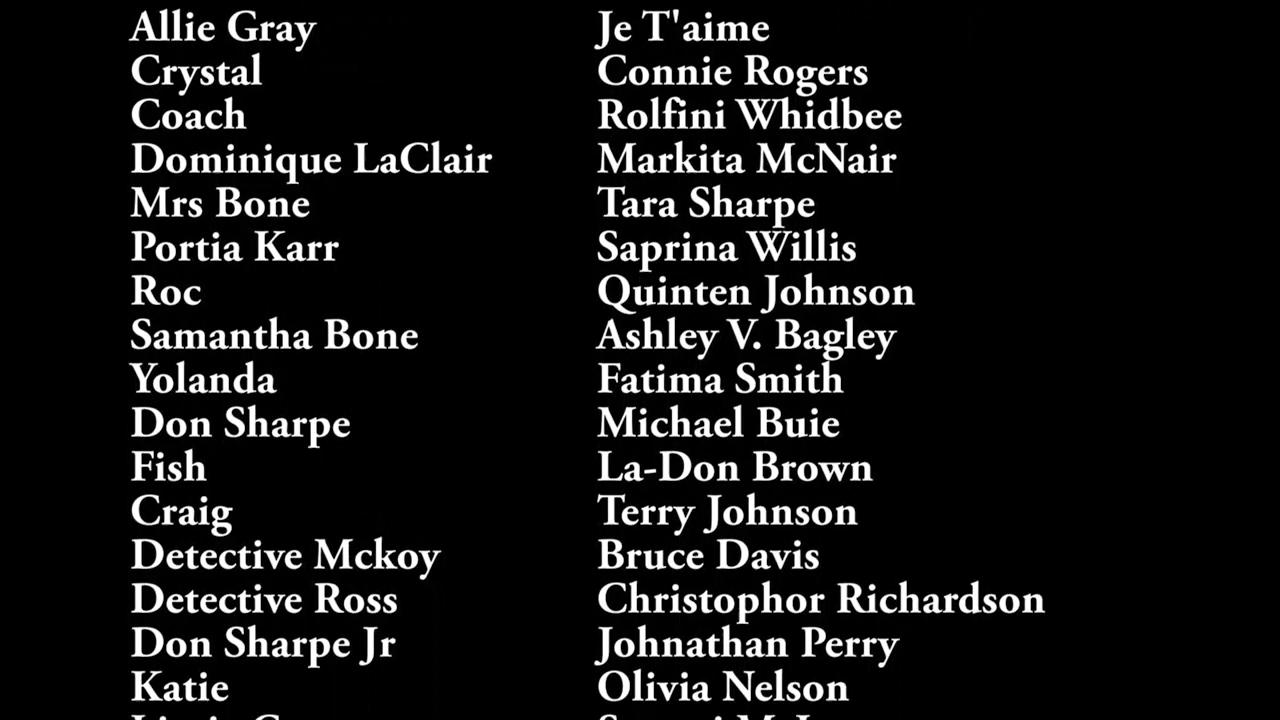 Allie Gray Je T'aime
Crystal Connie Rogers
Coach Rolfini Whidbee
Dominique LaClair Markita McNair
Mrs Bone Tara Sharpe
Portia Karr Saprina Willis
Roc Quinten Johnson
Samantha Bone Ashley V. Bagley
Yolanda Fatima Smith
Don Sharpe Michael Buie
Fish La-Don Brown
Craig Terry Johnson
Detective Mckoy Bruce Davis
Detective Ross Christophor Richardson
Don Sharpe Jr Johnathan Perry
Katie Olivia Nelson